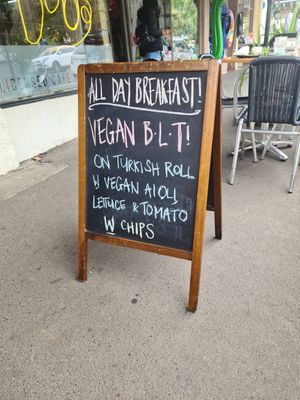 ALL DAY BREAKFAST!
VEGAN B·L·T!
ON TURKISH ROLL
W VEGAN AIOLI,
LETTUCE & TOMATO
W CHIPS